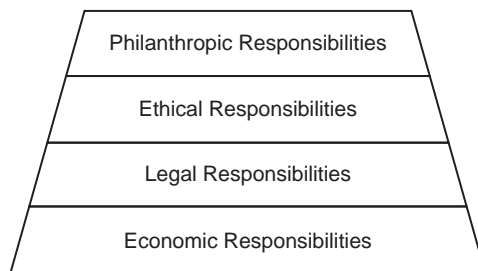 Philanthropic Responsibilities
Ethical Responsibilities
Legal Responsibilities
Economic Responsibilities